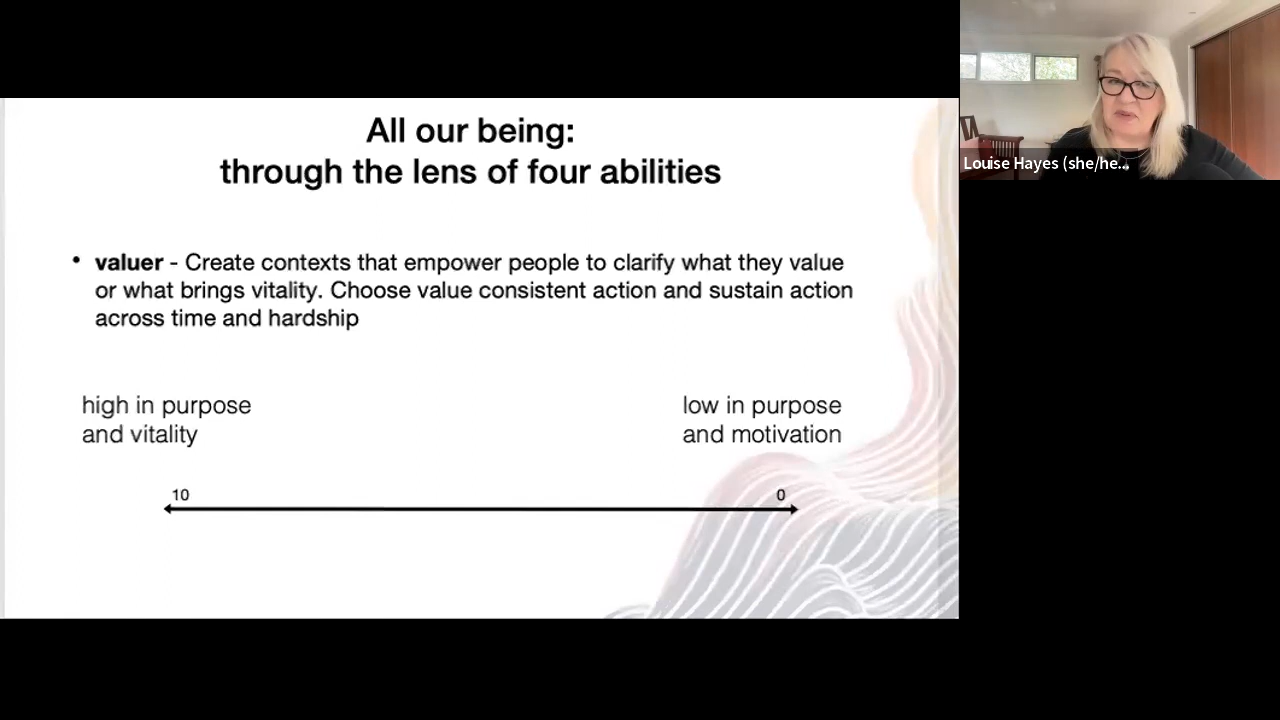 All our being:
through the lens of four abilities
• valuer - Create contexts that empower people to clarify what they value
or what brings vitality. Choose value consistent action and sustain action
across time and hardship
high in purpose
and vitality
low in purpose
and motivation
10
0
Louise Hayes (she/he...